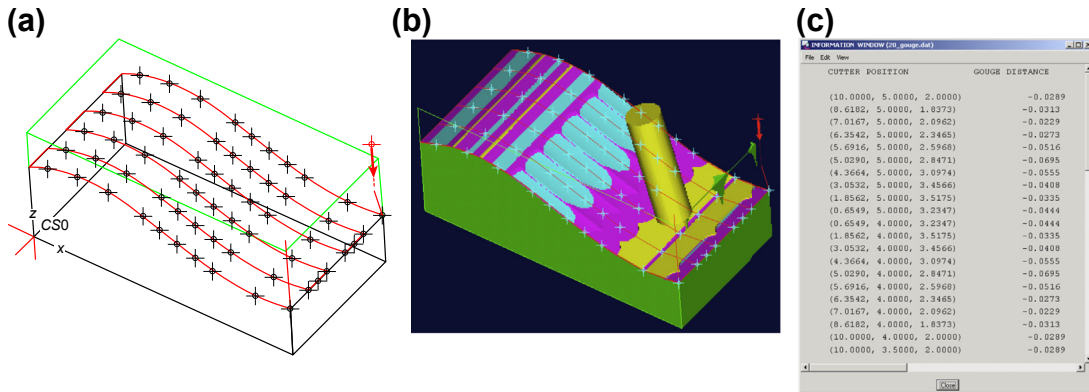 (a)
z
CS0
x
(b)
(c)
INFORMATION WINDOW (20_gouge.dat)
File Edit View
CUTTER POSITION GOUGE DISTANCE
(10.0000, 5.0000, 2.0000) -0.0289
(8.6182, 5.0000, 1.8373) -0.0313
(7.0167, 5.0000, 2.0962) -0.0229
(6.3542, 5.0000, 2.3465) -0.0273
(5.6916, 5.0000, 2.5968) -0.0516
(5.0290, 5.0000, 2.8471) -0.0695
(4.3664, 5.0000, 3.0974) -0.0555
(3.0532, 5.0000, 3.4566) -0.0408
(1.8562, 5.0000, 3.5175) -0.0335
(0.6549, 5.0000, 3.2347) -0.0444
(0.6549, 4.0000, 3.2347) -0.0444
(1.8562, 4.0000, 3.5175) -0.0335
(3.0532, 4.0000, 3.4566) -0.0408
(4.3664, 4.0000, 3.0974) -0.0555
(5.0290, 4.0000, 2.8471) -0.0695
(5.6916, 4.0000, 2.5968) -0.0516
(6.3542, 4.0000, 2.3465) -0.0273
(7.0167, 4.0000, 2.0962) -0.0229
(8.6182, 4.0000, 1.8373) -0.0313
(10.0000, 4.0000, 2.0000) -0.0289
(10.0000, 3.5000, 2.0000) -0.0289
Close